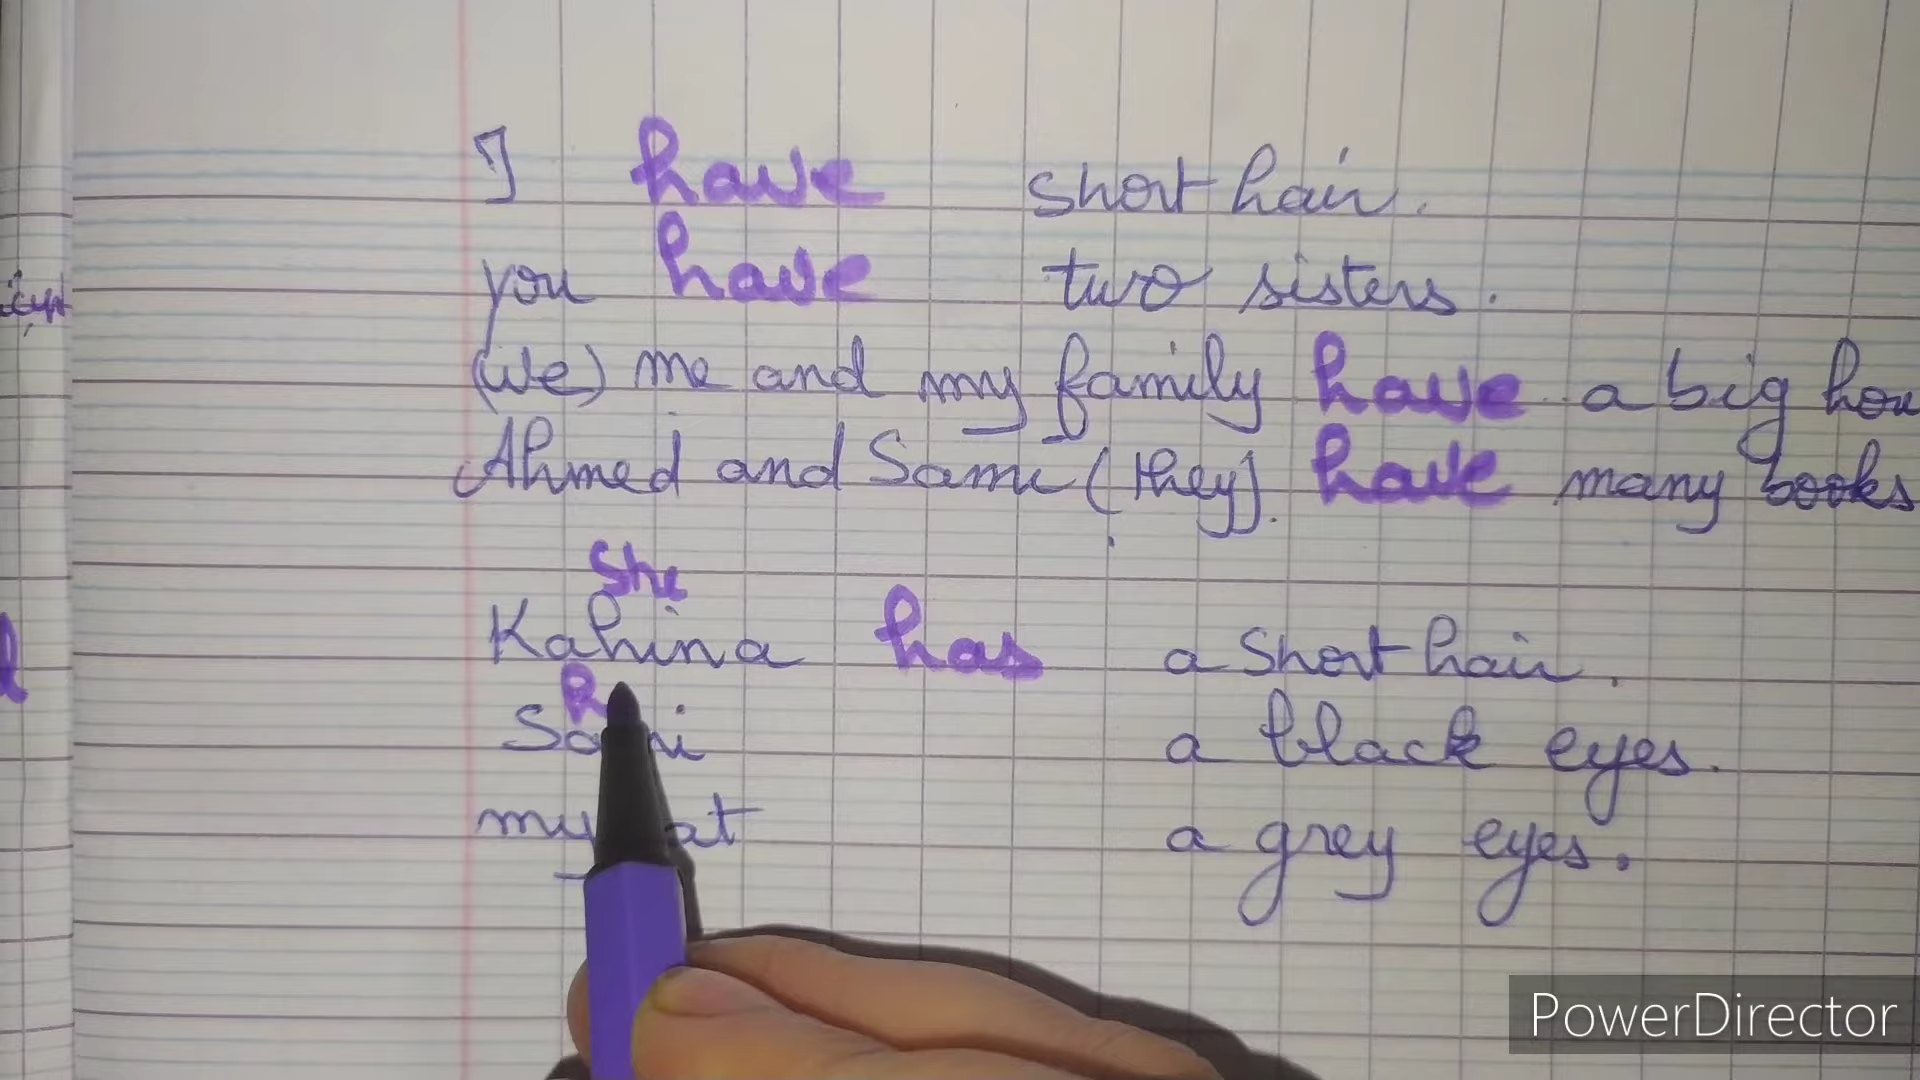 I have short hair.
you have two sisters.
(we) me and my family have a big hou
Ahmed and Sami (they). have many books
She
Kahina has a short hair.
h
Sami a black eyes.
my cat a grey eyes.
PowerDirector